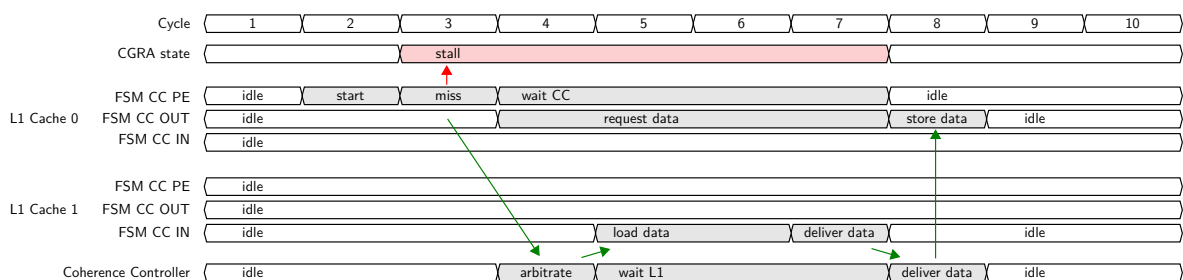 Cycle 1 2 3 4 5 6 7 8 9 10
CGRA state stall
FSM CC PE idle start miss wait CC idle
L1 Cache 0 FSM CC OUT idle request data store data idle
FSM CC IN idle
FSM CC PE idle
L1 Cache 1 FSM CC OUT idle
FSM CC IN idle load data deliver data idle
Coherence Controller idle arbitrate wait L1 deliver data idle